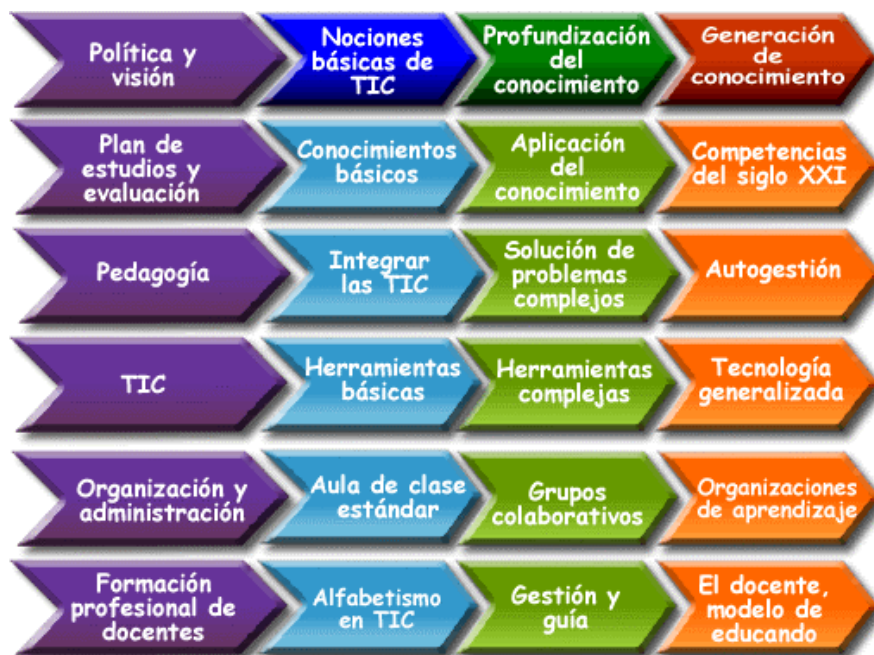 Política y
visión
Nociones
básicas de
TIC
Profundización
del
conocimiento
Generación
de
conocimiento
Plan de
estudios y
evaluación
Conocimientos
básicos
Aplicación
del
conocimiento
Competencias
del siglo XXI
Pedagogía
Integrar
las TIC
Solución de
problemas
complejos
Autogestión
TIC
Herramientas
básicas
Herramientas
complejas
Tecnología
generalizada
Organización y
administración
Aula de clase
estándar
Grupos
colaborativos
Organizaciones
de aprendizaje
Formación
profesional de
docentes
Alfabetismo
en TIC
Gestión y
guía
El docente,
modelo de
educando